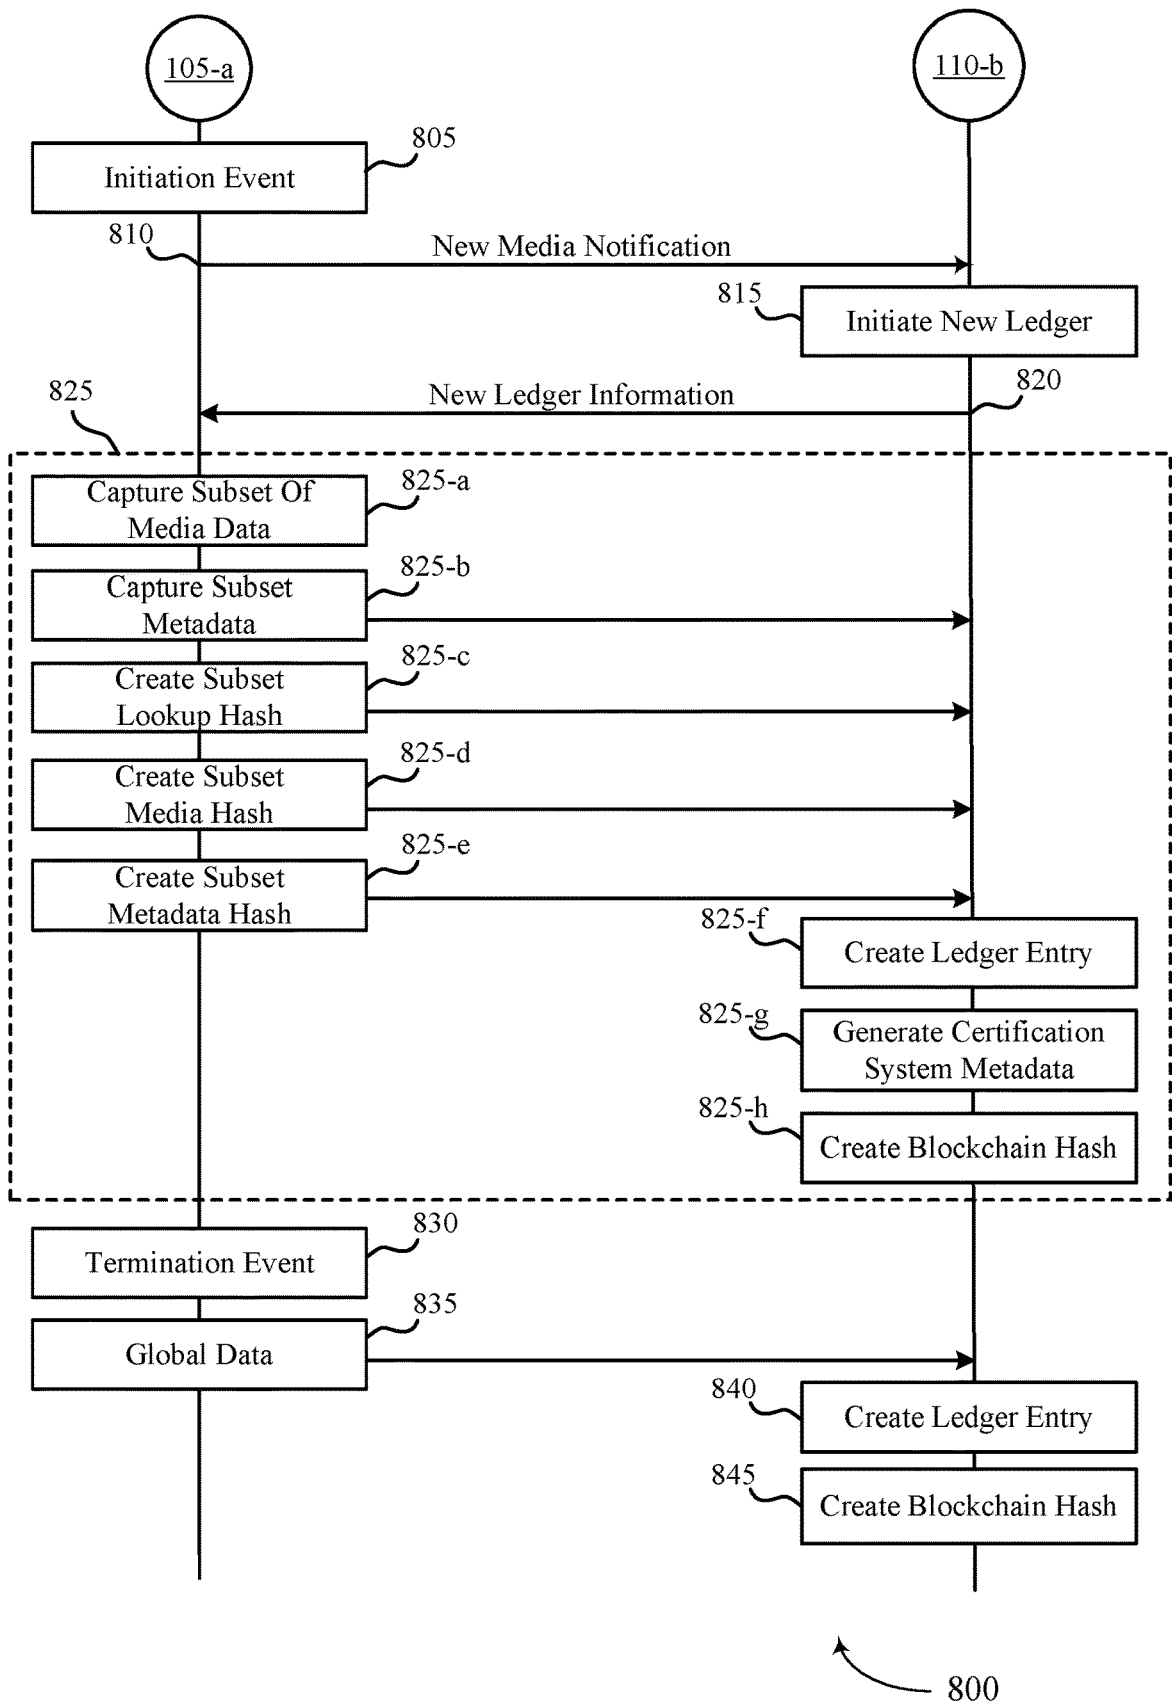 105-a
110-b
805
Initiation Event
810
New Media Notification
815
Initiate New Ledger
825
New Ledger Information
820
825-a
Capture Subset Of
Media Data
825-b
Capture Subset
Metadata
825-c
Create Subset
Lookup Hash
825-d
Create Subset
Media Hash
825-e
Create Subset
Metadata Hash
825-f
Create Ledger Entry
825-g
Generate Certification
System Metadata
825-h
Create Blockchain Hash
830
Termination Event
835
Global Data
840
Create Ledger Entry
845
Create Blockchain Hash
800